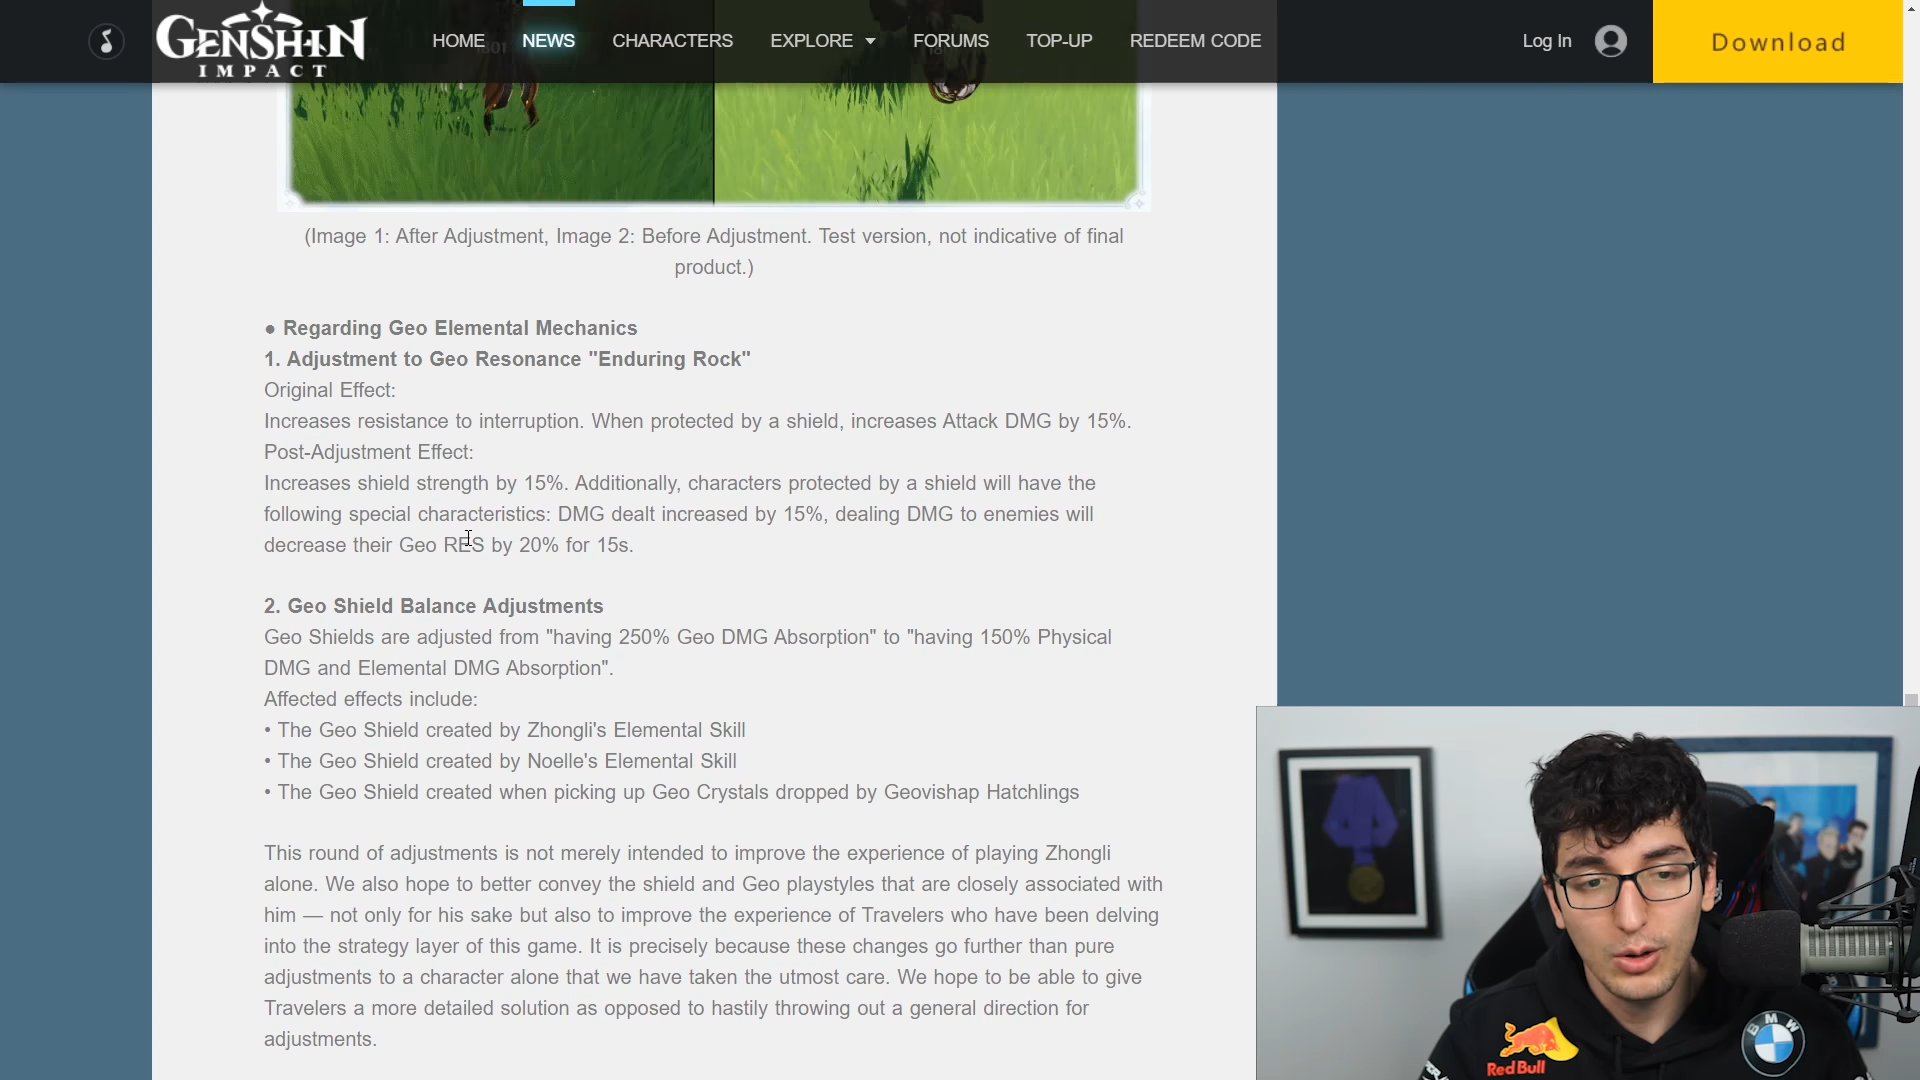 GENSHIN
IMPACT
HOME
NEWS
CHARACTERS
EXPLORE
FORUMS
TOP-UP
REDEEM CODE
Log In
Download
(Image 1: After Adjustment, Image 2: Before Adjustment. Test version, not indicative of final
product.)
● Regarding Geo Elemental Mechanics
1. Adjustment to Geo Resonance "Enduring Rock"
Original Effect:
Increases resistance to interruption. When protected by a shield, increases Attack DMG by 15%.
Post-Adjustment Effect:
Increases shield strength by 15%. Additionally, characters protected by a shield will have the
following special characteristics: DMG dealt increased by 15%, dealing DMG to enemies will
decrease their Geo RES by 20% for 15s.
2. Geo Shield Balance Adjustments
Geo Shields are adjusted from "having 250% Geo DMG Absorption" to "having 150% Physical
DMG and Elemental DMG Absorption".
Affected effects include:
• The Geo Shield created by Zhongli's Elemental Skill
• The Geo Shield created by Noelle's Elemental Skill
• The Geo Shield created when picking up Geo Crystals dropped by Geovishap Hatchlings
This round of adjustments is not merely intended to improve the experience of playing Zhongli
alone. We also hope to better convey the shield and Geo playstyles that are closely associated with
him — not only for his sake but also to improve the experience of Travelers who have been delving
into the strategy layer of this game. It is precisely because these changes go further than pure
adjustments to a character alone that we have taken the utmost care. We hope to be able to give
Travelers a more detailed solution as opposed to hastily throwing out a general direction for
adjustments.
Red Bull
BMW